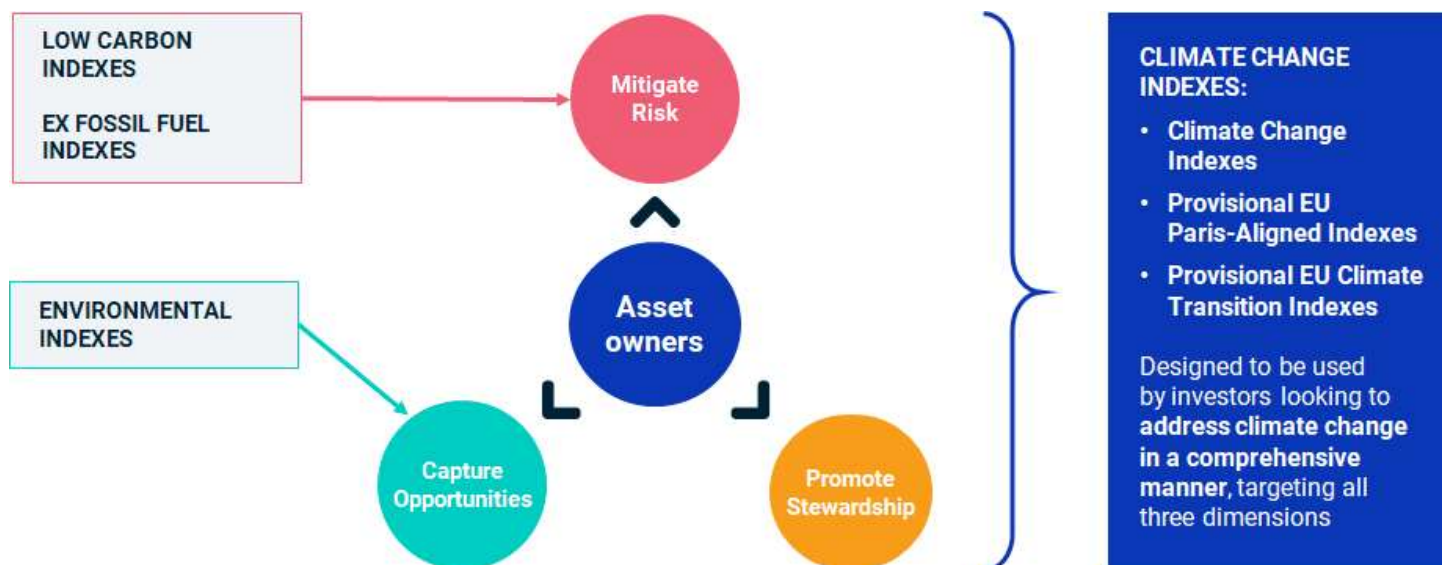 LOW CARBON
INDEXES
EX FOSSIL FUEL
INDEXES
Mitigate
Risk
ENVIRONMENTAL
INDEXES
Asset
owners
Capture
Opportunities
Promote
Stewardship
CLIMATE CHANGE
INDEXES:
• Climate Change
Indexes
• Provisional EU
Paris-Aligned Indexes
• Provisional EU Climate
Transition Indexes
Designed to be used
by investors looking to
address climate change
in a comprehensive
manner, targeting all
three dimensions